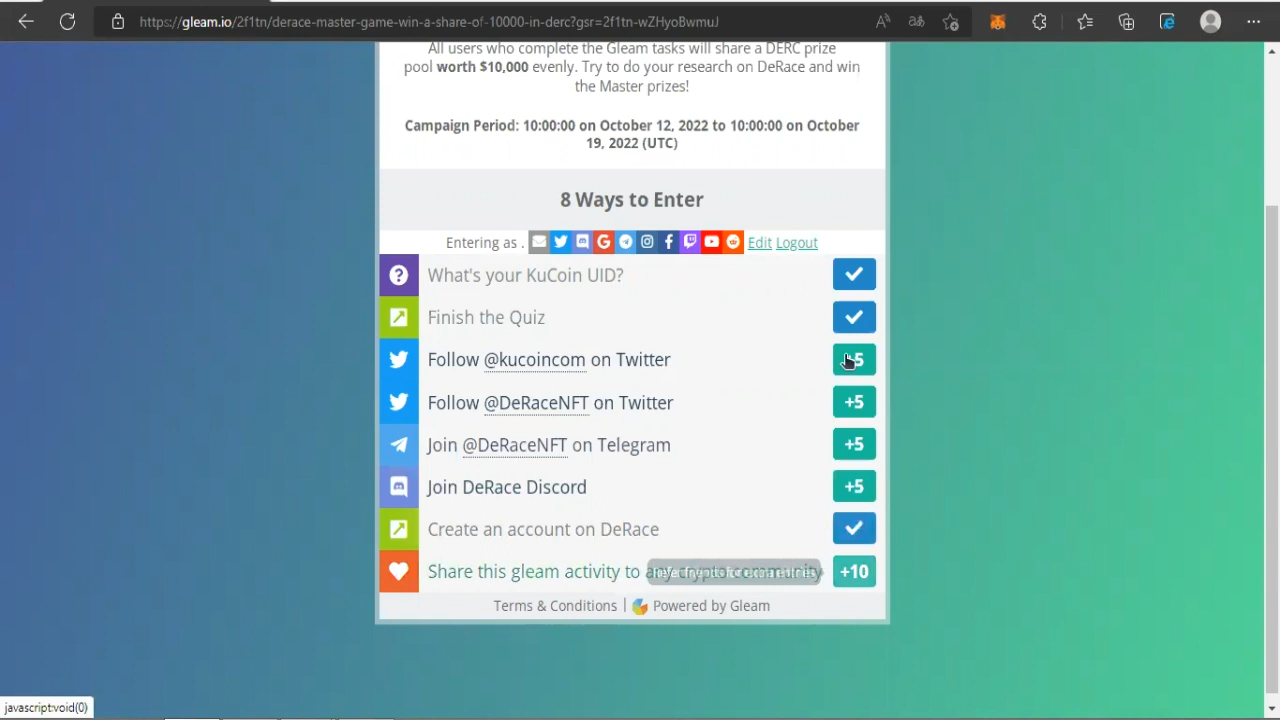 https://gleam.io/2f1tn/derace-master-game-win-a-share-of-10000-in-derc?gsr=2f1tn-wZHyoBwmuJ
All users who complete the Gleam tasks will share a DERC prize
pool worth $10,000 evenly. Try to do your research on DeRace and win
the Master prizes!
Campaign Period: 10:00:00 on October 12, 2022 to 10:00:00 on October
19, 2022 (UTC)
8 Ways to Enter
Entering as . Edit Logout
What's your KuCoin UID?
Finish the Quiz
Follow @kucoincom on Twitter +5
Follow @DeRaceNFT on Twitter +5
Join @DeRaceNFT on Telegram +5
Join DeRace Discord +5
Create an account on DeRace
Share this gleam activity to any crypto community +10
Refer friends for extra entries
Terms & Conditions | Powered by Gleam
javascript:void(0)